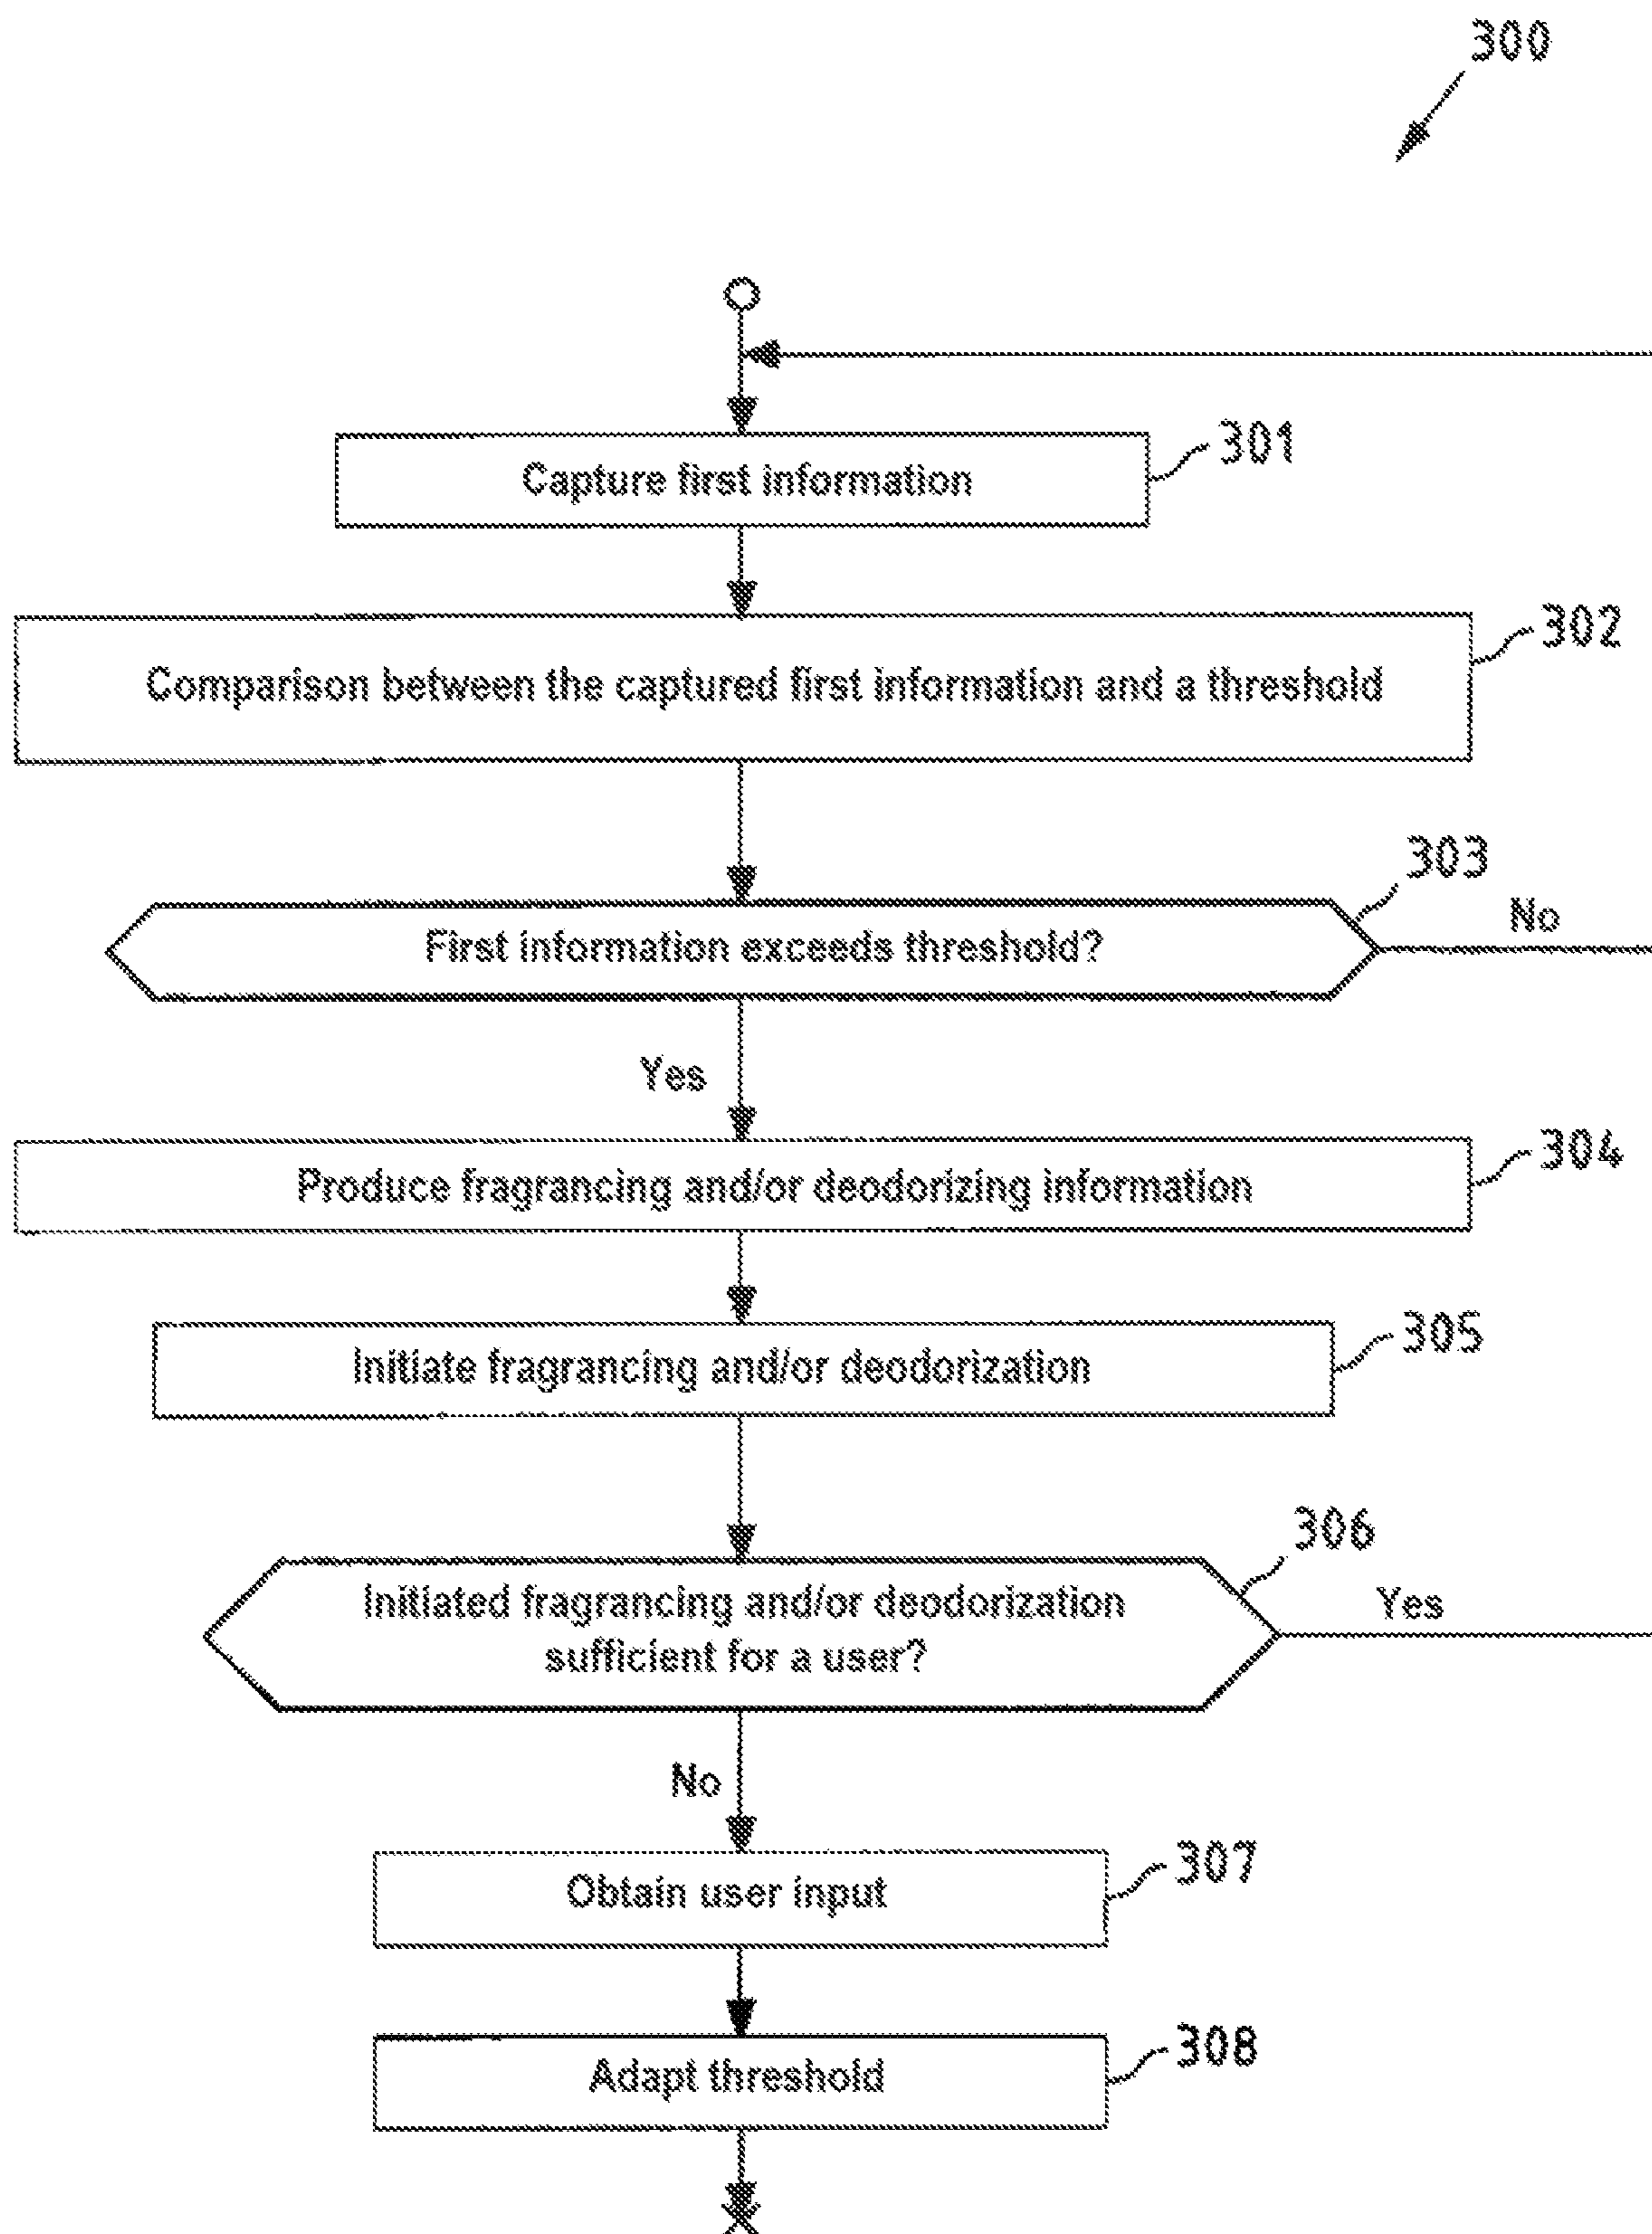 300
Capture first information
301
Comparison between the captured first information and a threshold
302
First information exceeds threshold?
303
No
Yes
Produce fragrancing and/or deodorizing information
304
Initiate fragrancing and/or deodorization
305
Initiated fragrancing and/or deodorization
sufficient for a user?
306
Yes
No
Obtain user input
307
Adapt threshold
308